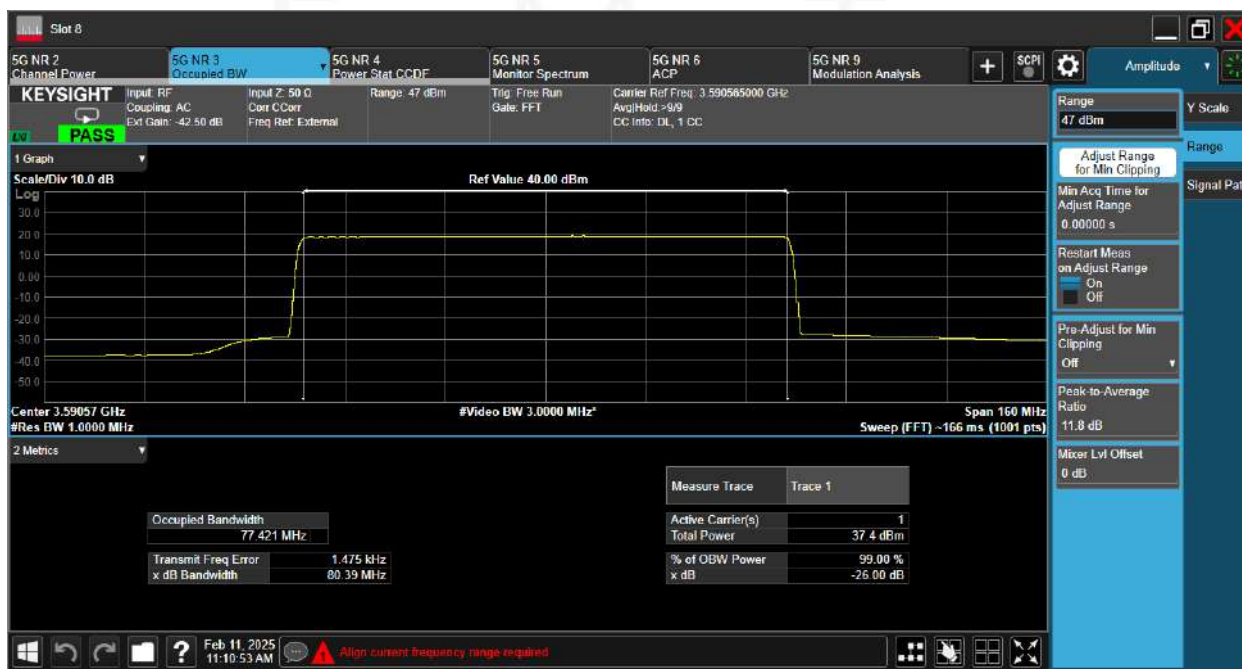 Slot 8
5G NR 2
Channel Power
5G NR 3
Occupied BW
5G NR 4
Power Stat CCDF
5G NR 5
Monitor Spectrum
5G NR 6
ACP
5G NR 9
Modulation Analysis
+
SCPI
Amplitude
KEYSIGHT
LXI
PASS
Input: RF
Coupling: AC
Ext Gain: -42.50 dB
Input Z: 50 Ω
Corr CCorr
Freq Ref: External
Range: 47 dBm
Trig: Free Run
Gate: FFT
Carrier Ref Freq: 3.590565000 GHz
Avg|Hold:>9/9
CC Info: DL, 1 CC
1 Graph
Scale/Div 10.0 dB
Ref Value 40.00 dBm
Log
30.0
20.0
10.0
0.00
-10.0
-20.0
-30.0
-40.0
-50.0
Center 3.59057 GHz
#Video BW 3.0000 MHz*
Span 160 MHz
#Res BW 1.0000 MHz
Sweep (FFT) ~166 ms (1001 pts)
2 Metrics
Measure Trace Trace 1
Occupied Bandwidth
77.421 MHz
Active Carrier(s) 1
Total Power 37.4 dBm
Transmit Freq Error 1.475 kHz
x dB Bandwidth 80.39 MHz
% of OBW Power 99.00 %
x dB -26.00 dB
Range
47 dBm
Adjust Range
for Min Clipping
Min Acq Time for
Adjust Range
0.00000 s
Restart Meas
on Adjust Range
On
Off
Pre-Adjust for Min
Clipping
Off
Peak-to-Average
Ratio
11.8 dB
Mixer Lvl Offset
0 dB
Y Scale
Range
Signal Pat
?
Feb 11, 2025
11:10:53 AM
Align current frequency range required